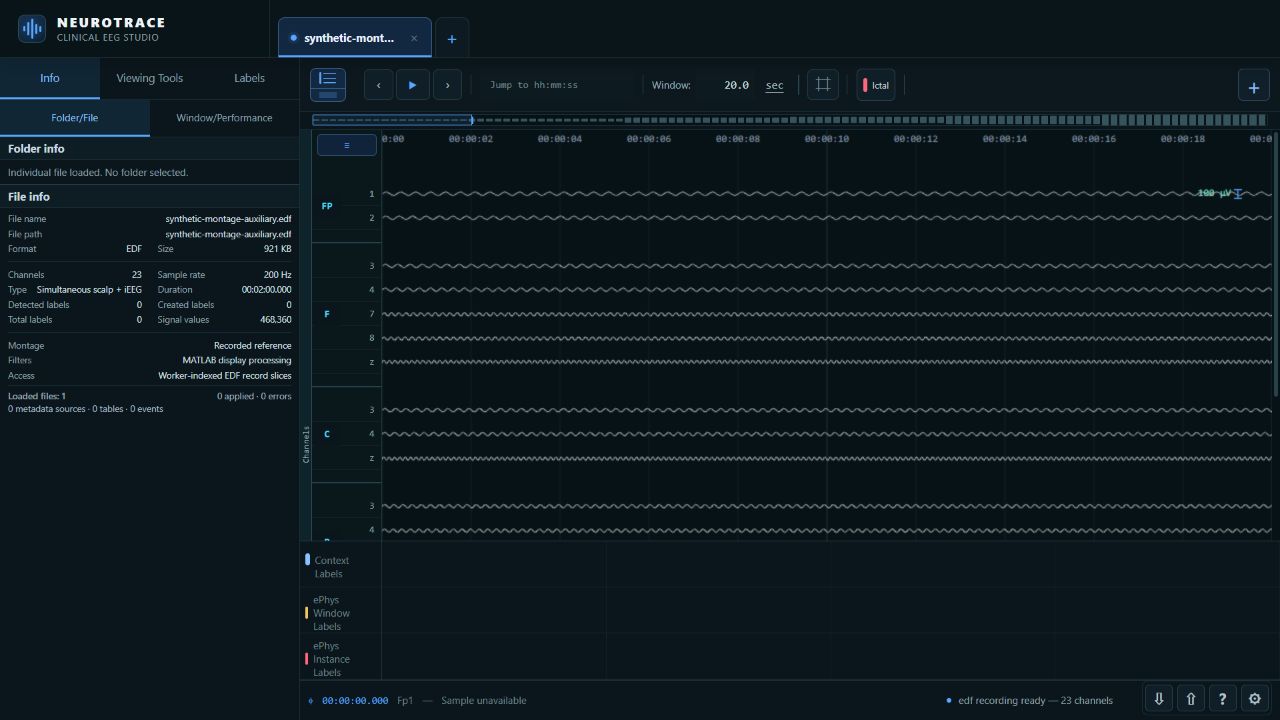 NEUROTRACE
CLINICAL EEG STUDIO
synthetic-mont... ×
+
Info Viewing Tools Labels
Folder/File Window/Performance
Folder info
Individual file loaded. No folder selected.
File info
File name synthetic-montage-auxiliary.edf
File path synthetic-montage-auxiliary.edf
Format EDF Size 921 KB
Channels 23 Sample rate 200 Hz
Type Simultaneous scalp + iEEG Duration 00:02:00.000
Detected labels 0 Created labels 0
Total labels 0 Signal values 468.360
Montage Recorded reference
Filters MATLAB display processing
Access Worker-indexed EDF record slices
Loaded files: 1 0 applied · 0 errors
0 metadata sources · 0 tables · 0 events
‹ ▶ › Jump to hh:mm:ss Window: 20.0 sec Ictal +
0:00 00:00:02 00:00:04 00:00:06 00:00:08 00:00:10 00:00:12 00:00:14 00:00:16 00:00:18 00:0
100 µV
Channels
FP
1
2
F
3
4
7
8
z
C
3
4
z
3
4
Context Labels
ePhys Window Labels
ePhys Instance Labels
00:00:00.000 Fp1 — Sample unavailable
edf recording ready — 23 channels
?